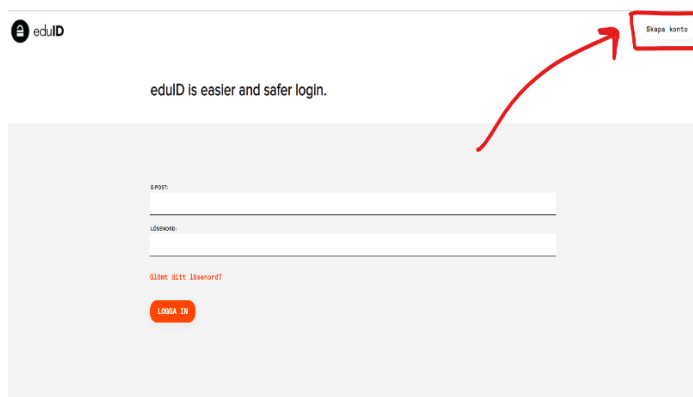 eduID
Skapa konto
eduID is easier and safer login.
E-POST:
LÖSENORD:
Glömt ditt lösenord?
LOGGA IN